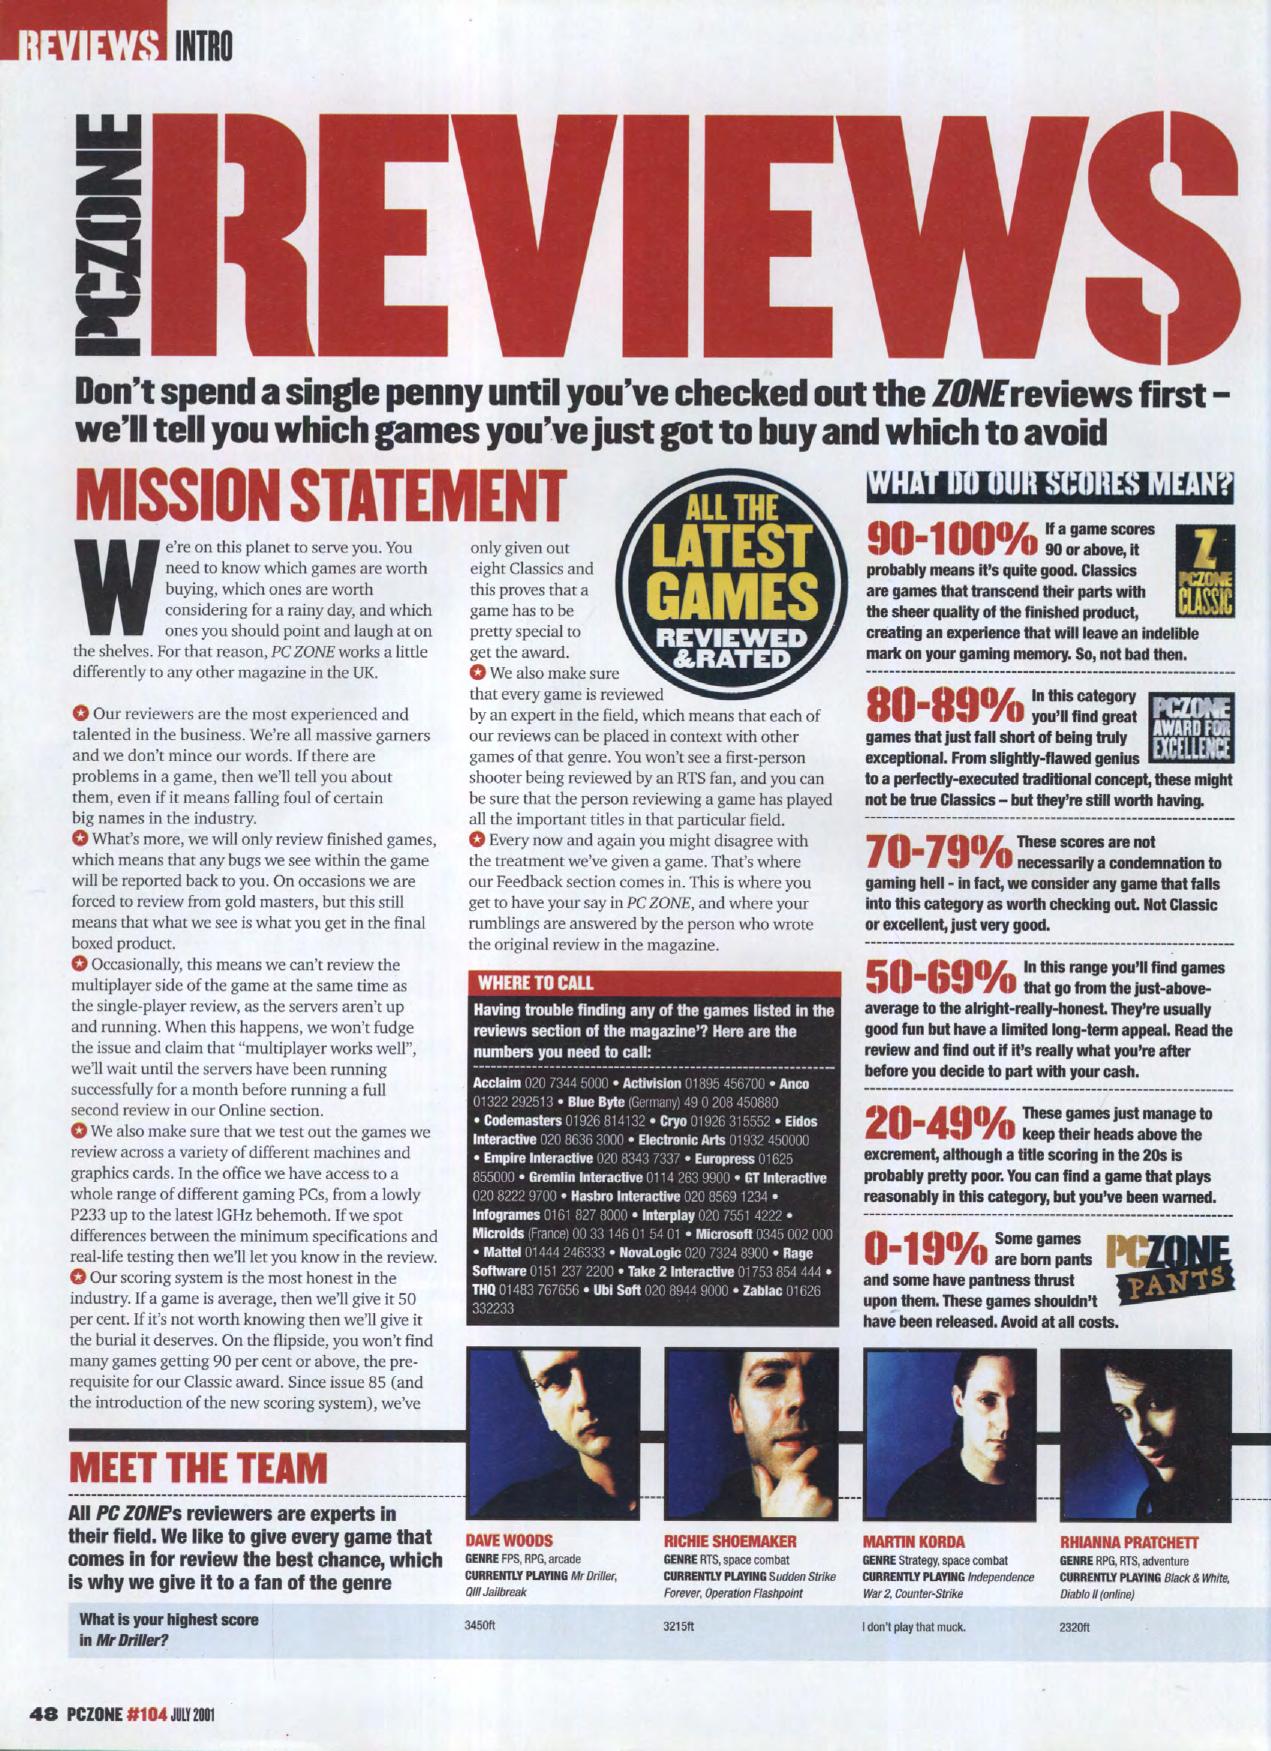 REVIEWS INTRO
PCZONE
REVIEWS
Don't spend a single penny until you've checked out the ZONE reviews first –
we'll tell you which games you've just got to buy and which to avoid
MISSION STATEMENT
We're on this planet to serve you. You
need to know which games are worth
buying, which ones are worth
considering for a rainy day, and which
ones you should point and laugh at on
the shelves. For that reason, PC ZONE works a little
differently to any other magazine in the UK.
Our reviewers are the most experienced and
talented in the business. We're all massive gamers
and we don't mince our words. If there are
problems in a game, then we'll tell you about
them, even if it means falling foul of certain
big names in the industry.
What's more, we will only review finished games,
which means that any bugs we see within the game
will be reported back to you. On occasions we are
forced to review from gold masters, but this still
means that what we see is what you get in the final
boxed product.
Occasionally, this means we can't review the
multiplayer side of the game at the same time as
the single-player review, as the servers aren't up
and running. When this happens, we won't fudge
the issue and claim that "multiplayer works well",
we'll wait until the servers have been running
successfully for a month before running a full
second review in our Online section.
We also make sure that we test out the games we
review across a variety of different machines and
graphics cards. In the office we have access to a
whole range of different gaming PCs, from a lowly
P233 up to the latest 1GHz behemoth. If we spot
differences between the minimum specifications and
real-life testing then we'll let you know in the review.
Our scoring system is the most honest in the
industry. If a game is average, then we'll give it 50
per cent. If it's not worth knowing then we'll give it
the burial it deserves. On the flipside, you won't find
many games getting 90 per cent or above, the pre-
requisite for our Classic award. Since issue 85 (and
the introduction of the new scoring system), we've
only given out
eight Classics and
this proves that a
game has to be
pretty special to
get the award.
We also make sure
that every game is reviewed
by an expert in the field, which means that each of
our reviews can be placed in context with other
games of that genre. You won't see a first-person
shooter being reviewed by an RTS fan, and you can
be sure that the person reviewing a game has played
all the important titles in that particular field.
Every now and again you might disagree with
the treatment we've given a game. That's where
our Feedback section comes in. This is where you
get to have your say in PC ZONE, and where your
rumblings are answered by the person who wrote
the original review in the magazine.
ALL THE
LATEST
GAMES
REVIEWED
& RATED
WHERE TO CALL
Having trouble finding any of the games listed in the
reviews section of the magazine'? Here are the
numbers you need to call:
Acclaim 020 7344 5000 • Activision 01895 456700 • Anco
01322 292513 • Blue Byte (Germany) 49 0 208 450880
• Codemasters 01926 814132 • Cryo 01926 315552 • Eidos
Interactive 020 8636 3000 • Electronic Arts 01932 450000
• Empire Interactive 020 8343 7337 • Europress 01625
855000 • Gremlin Interactive 0114 263 9900 • GT Interactive
020 8222 9700 • Hasbro Interactive 020 8569 1234 •
Infogrames 0161 827 8000 • Interplay 020 7551 4222 •
Microids (France) 00 33 146 01 54 01 • Microsoft 0345 002 000
• Mattel 01444 246333 • NovaLogic 020 7324 8900 • Rage
Software 0151 237 2200 • Take 2 Interactive 01753 854 444 •
THQ 01483 767656 • Ubi Soft 020 8944 9000 • Zablac 01626
332233
WHAT DO OUR SCORES MEAN?
90-100% If a game scores
90 or above, it
probably means it's quite good. Classics
are games that transcend their parts with
the sheer quality of the finished product,
creating an experience that will leave an indelible
mark on your gaming memory. So, not bad then.
Z
PCZONE
CLASSIC
80-89% In this category
you'll find great
games that just fall short of being truly
exceptional. From slightly-flawed genius
to a perfectly-executed traditional concept, these might
not be true Classics – but they're still worth having.
PCZONE
AWARD FOR
EXCELLENCE
70-79% These scores are not
necessarily a condemnation to
gaming hell - in fact, we consider any game that falls
into this category as worth checking out. Not Classic
or excellent, just very good.
50-69% In this range you'll find games
that go from the just-above-
average to the alright-really-honest. They're usually
good fun but have a limited long-term appeal. Read the
review and find out if it's really what you're after
before you decide to part with your cash.
20-49% These games just manage to
keep their heads above the
excrement, although a title scoring in the 20s is
probably pretty poor. You can find a game that plays
reasonably in this category, but you've been warned.
0-19% Some games
are born pants
and some have pantness thrust
upon them. These games shouldn't
have been released. Avoid at all costs.
PCZONE
PANTS
MEET THE TEAM
All PC ZONE's reviewers are experts in
their field. We like to give every game that
comes in for review the best chance, which
is why we give it to a fan of the genre
DAVE WOODS
GENRE FPS, RPG, arcade
CURRENTLY PLAYING Mr Driller,
QIII Jailbreak
RICHIE SHOEMAKER
GENRE RTS, space combat
CURRENTLY PLAYING Sudden Strike
Forever, Operation Flashpoint
MARTIN KORDA
GENRE Strategy, space combat
CURRENTLY PLAYING Independence
War 2, Counter-Strike
RHIANNA PRATCHETT
GENRE RPG, RTS, adventure
CURRENTLY PLAYING Black & White,
Diablo II (online)
What is your highest score
in Mr Driller?
3450ft
3215ft
I don't play that muck.
2320ft
48 PCZONE #104 JULY 2001